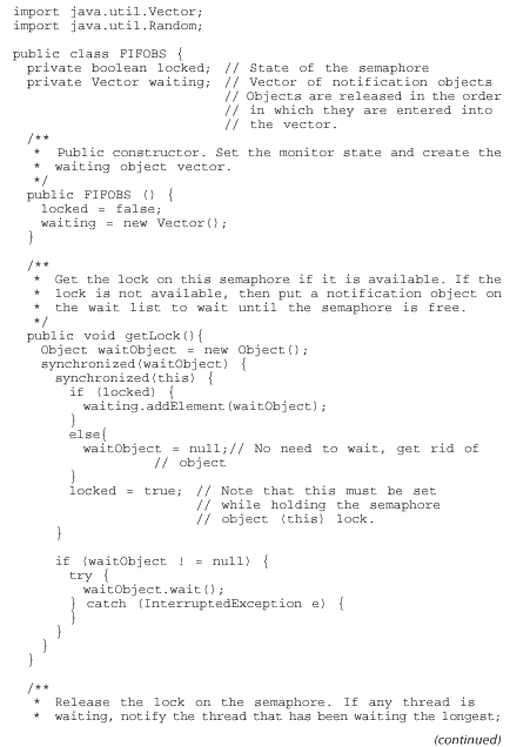 import java.util.Vector;
import java.util.Random;
public class FIFOBS {
private boolean locked; // State of the semaphore
private Vector waiting; // Vector of notification objects
// Objects are released in the order
// in which they are entered into
// the vector.
/**
* Public constructor. Set the monitor state and create the
* waiting object vector.
*/
public FIFOBS () {
locked = false;
waiting = new Vector();
}
/**
* Get the lock on this semaphore if it is available. If the
* lock is not available, then put a notification object on
* the wait list to wait until the semaphore is free.
*/
public void getLock(){
Object waitObject = new Object();
synchronized(waitObject) {
synchronized(this) {
if (locked) {
waiting.addElement(waitObject);
}
else{
waitObject = null;// No need to wait, get rid of
// object
}
locked = true; // Note that this must be set
// while holding the semaphore
// object (this) lock.
}
if (waitObject ! = null) {
try {
waitObject.wait();
} catch (InterruptedException e) {
}
}
}
}
/**
* Release the lock on the semaphore. If any thread is
* waiting, notify the thread that has been waiting the longest;
(continued)